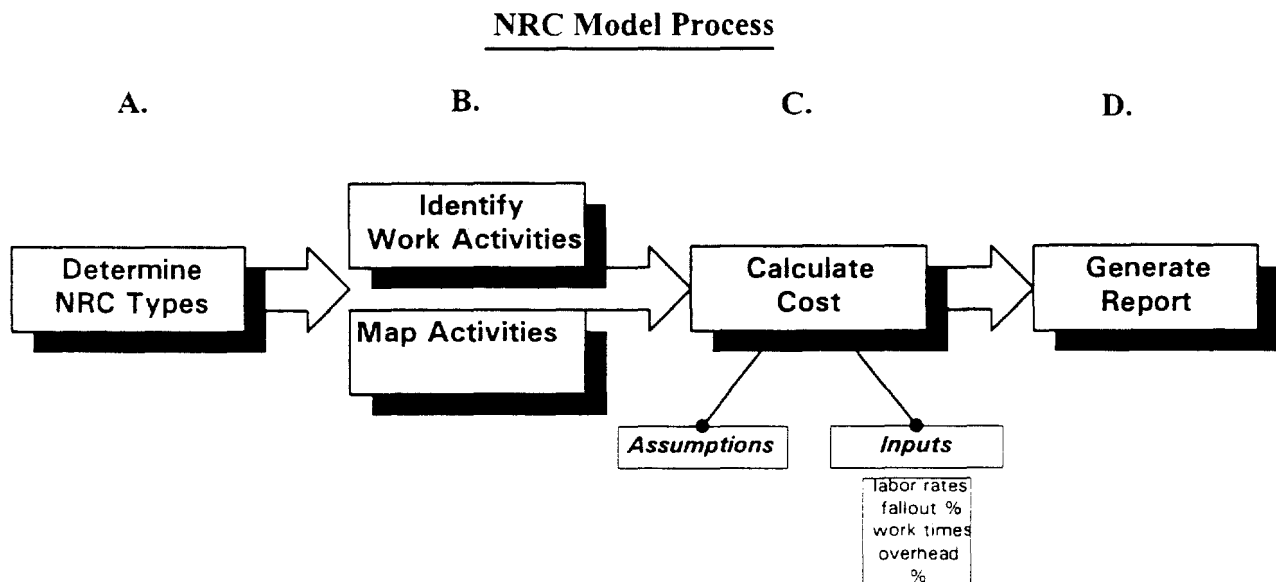 NRC Model Process
A.
B.
C.
D.
Determine
NRC Types
Identify
Work Activities
Map Activities
Calculate
Cost
Generate
Report
Assumptions
Inputs
labor rates
fallout %
work times
overhead
%